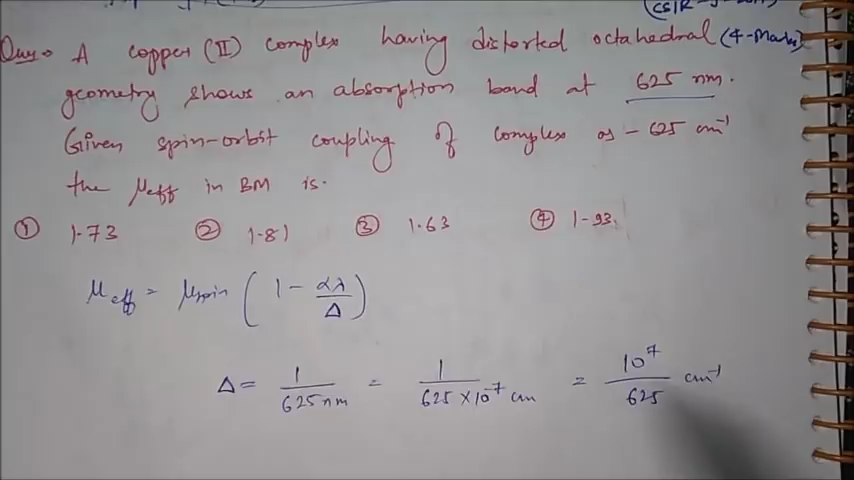 (CSIR-J-
Ques → A copper (II) complex having distorted octahedral (4-Marks)
geometry shows an absorption band at 625 nm.
Given spin-orbit coupling of complex as - 625 cm⁻¹
the μeff in BM is.
① 1.73 ② 1.81 ③ 1.63 ④ 1.93.
μeff = μspin ( 1 - αλ/Δ )
Δ = 1/625 nm = 1/625 × 10⁻⁷ cm = 10⁷/625 cm⁻¹